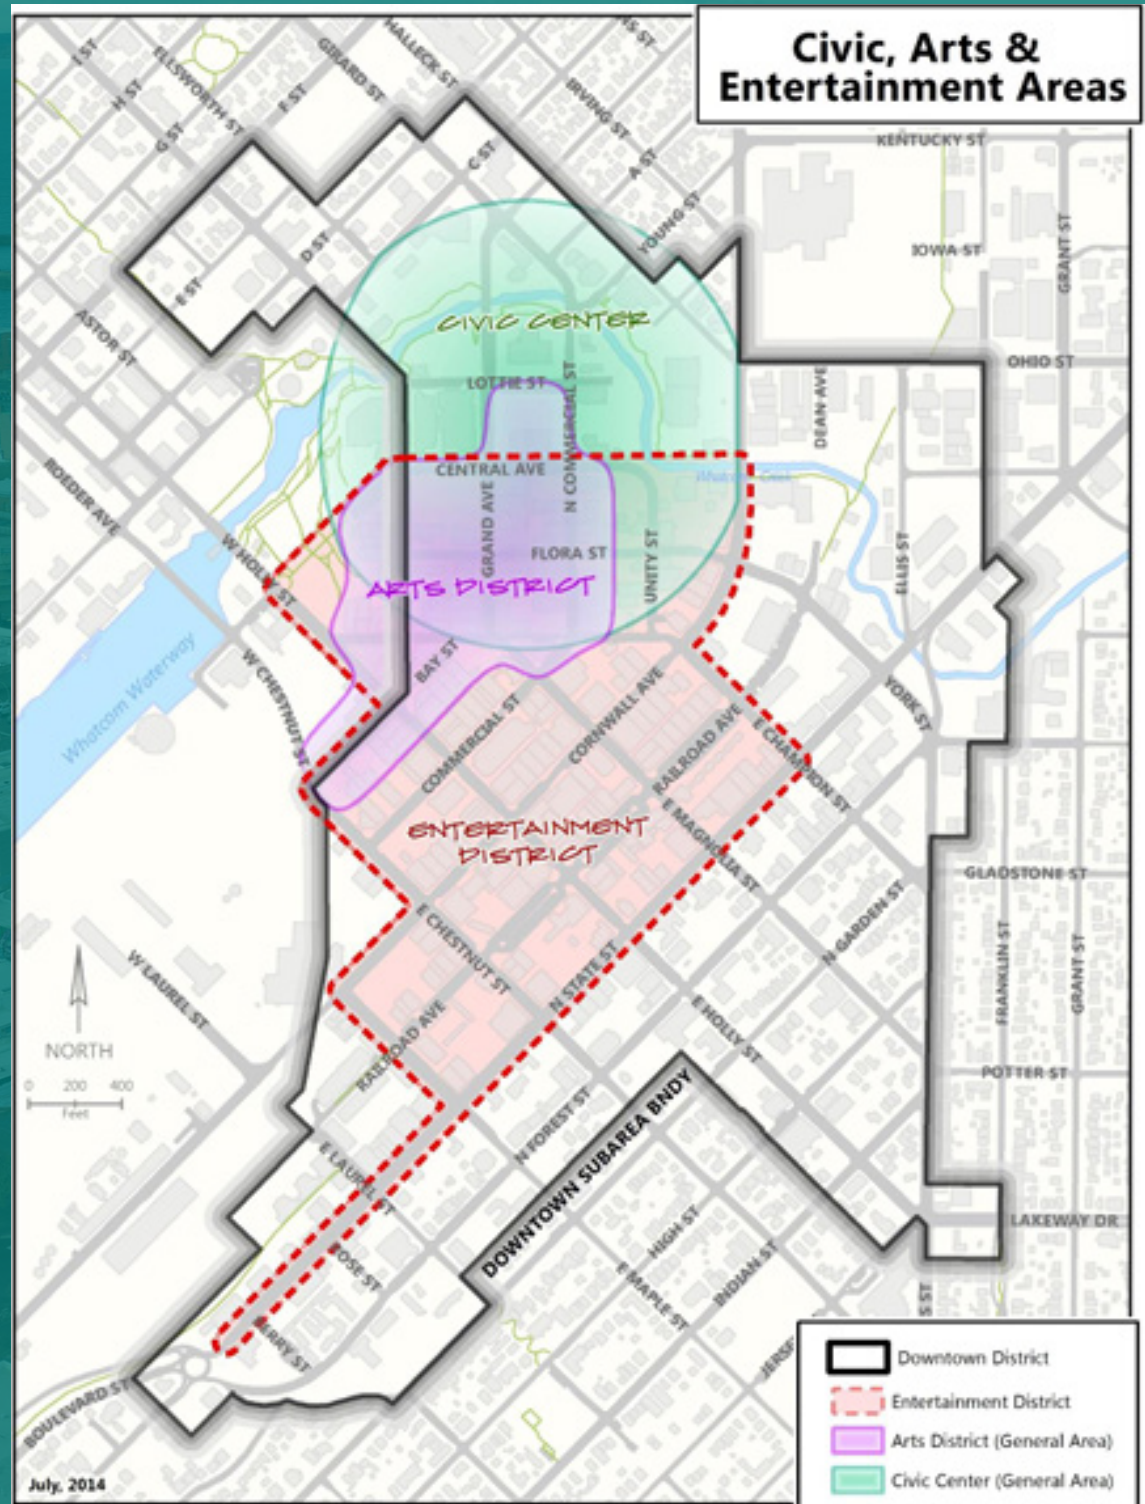 Civic, Arts &
Entertainment Areas
NS-ST
HALLECK ST
GIRARD ST
I ST
ELLSWORTH ST
H ST
F ST
G ST
IRVING ST
KENTUCKY ST
C ST
A ST
YOUNG ST
GRANT ST
IOWA ST
D ST
E ST
ASTOR ST
CIVIC CENTER
OHIO ST
LOTTIE ST
N COMMERCIAL ST
DEAN AVE
CENTRAL AVE
ROEDER AVE
Whatcom Creek
GRAND AVE
FLORA ST
UNITY ST
ELLIS ST
W HOLLY ST
ARTS DISTRICT
BAY ST
W CHESTNUT ST
Whatcom Waterway
CORNWALL AVE
YORK ST
COMMERCIAL ST
RAILROAD AVE
E CHAMPION ST
E MAGNOLIA ST
ENTERTAINMENT
DISTRICT
GLADSTONE ST
N GARDEN ST
E CHESTNUT ST
FRANKLIN ST
GRANT ST
W LAUREL ST
N STATE ST
E HOLLY ST
NORTH
0 200 400
Feet
RAILROAD AVE
POTTER ST
N FOREST ST
DOWNTOWN SUBAREA BNDY
E LAUREL ST
LAKEWAY DR
HIGH ST
ROSE ST
E MAPLE ST
INDIAN ST
S ST
BERRY ST
JERSE
BOULEVARD ST
Downtown District
Entertainment District
Arts District (General Area)
Civic Center (General Area)
July, 2014